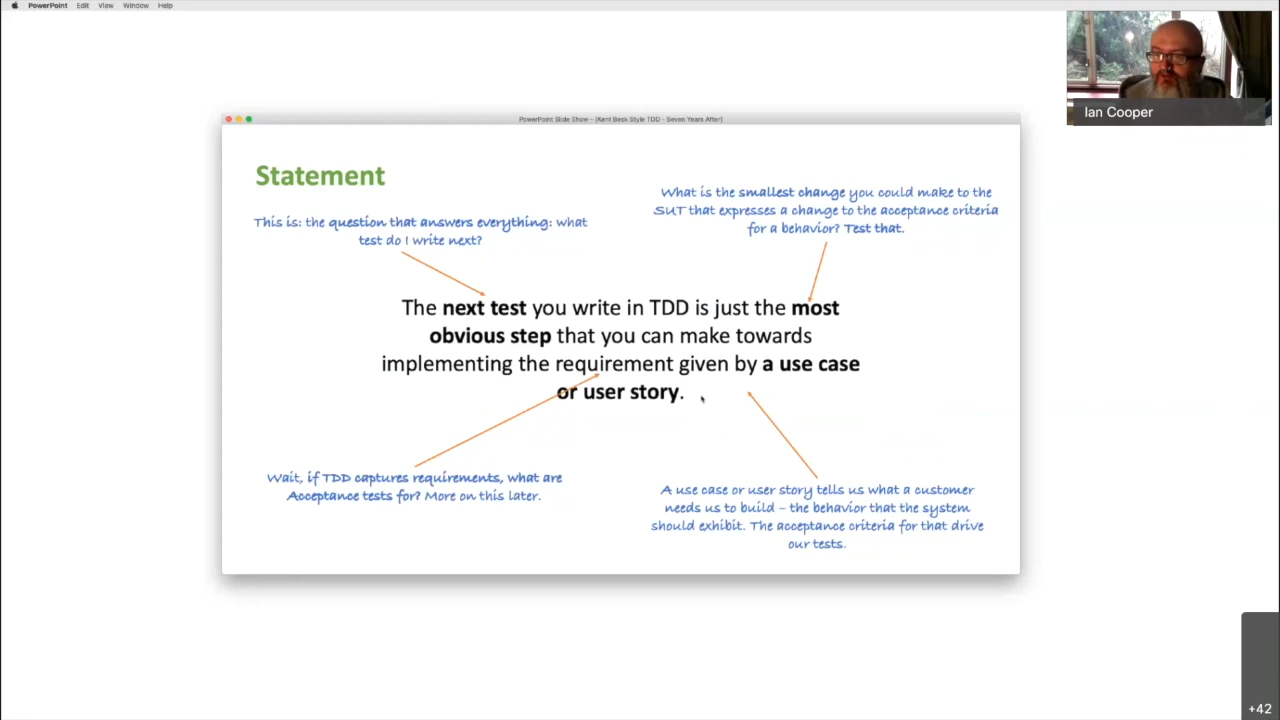 PowerPoint Edit View Window Help
Ian Cooper
PowerPoint Slide Show - [Kent Beck Style TDD - Seven Years After]
Statement
This is: the question that answers everything: what
test do I write next?
What is the smallest change you could make to the
SUT that expresses a change to the acceptance criteria
for a behavior? Test that.
The next test you write in TDD is just the most
obvious step that you can make towards
implementing the requirement given by a use case
or user story.
Wait, if TDD captures requirements, what are
Acceptance tests for? More on this later.
A use case or user story tells us what a customer
needs us to build – the behavior that the system
should exhibit. The acceptance criteria for that drive
our tests.
+42